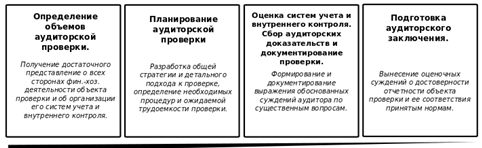 Определение
объемов
аудиторской
проверки.
Получение достаточного
представление о всех
сторонах фин.-хоз.
деятельности объекта
проверки и об организации
его систем учета и
внутреннего контроля.
Планирование
аудиторской
проверки
Разработка общей
стратегии и детального
подхода к проверке,
определение необходимых
процедур и ожидаемой
трудоемкости проверки.
Оценка систем учета и
внутреннего контроля.
Сбор аудиторских
доказательств и
документирование
проверки.
Формирование и
документирование
выражения обоснованных
суждений аудитора по
существенным вопросам.
Подготовка
аудиторского
заключения.
Вынесение оценочных
суждений о достоверности
отчетности объекта
проверки и ее соответствия
принятым нормам.